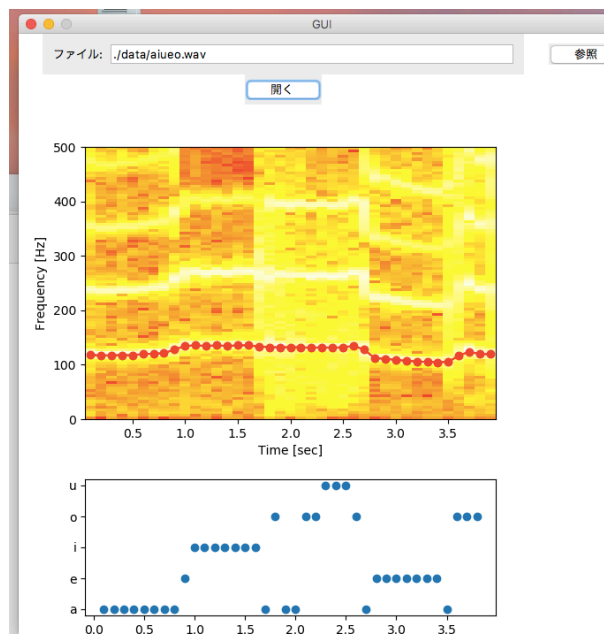 GUI
ファイル: ./data/aiueo.wav 参照
開く
500
400
300
200
100
0
Frequency [Hz]
0.5 1.0 1.5 2.0 2.5 3.0 3.5
Time [sec]
u
o
i
e
a
0.0 0.5 1.0 1.5 2.0 2.5 3.0 3.5